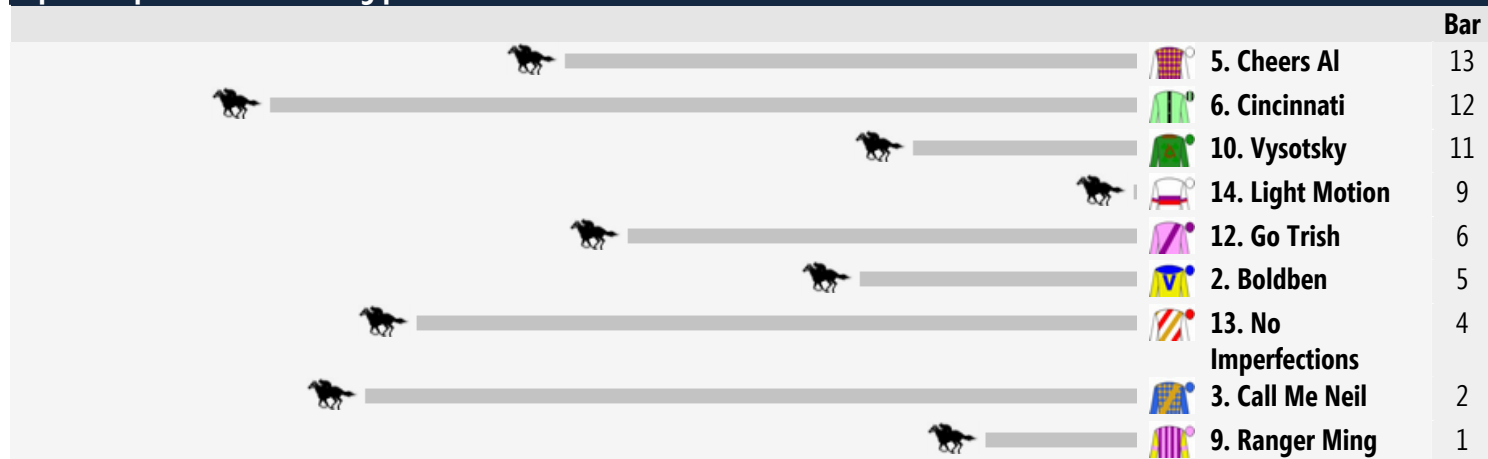 Bar
5. Cheers Al 13
6. Cincinnati 12
10. Vysotsky 11
14. Light Motion 9
12. Go Trish 6
2. Boldben 5
13. No 4
Imperfections
3. Call Me Neil 2
9. Ranger Ming 1